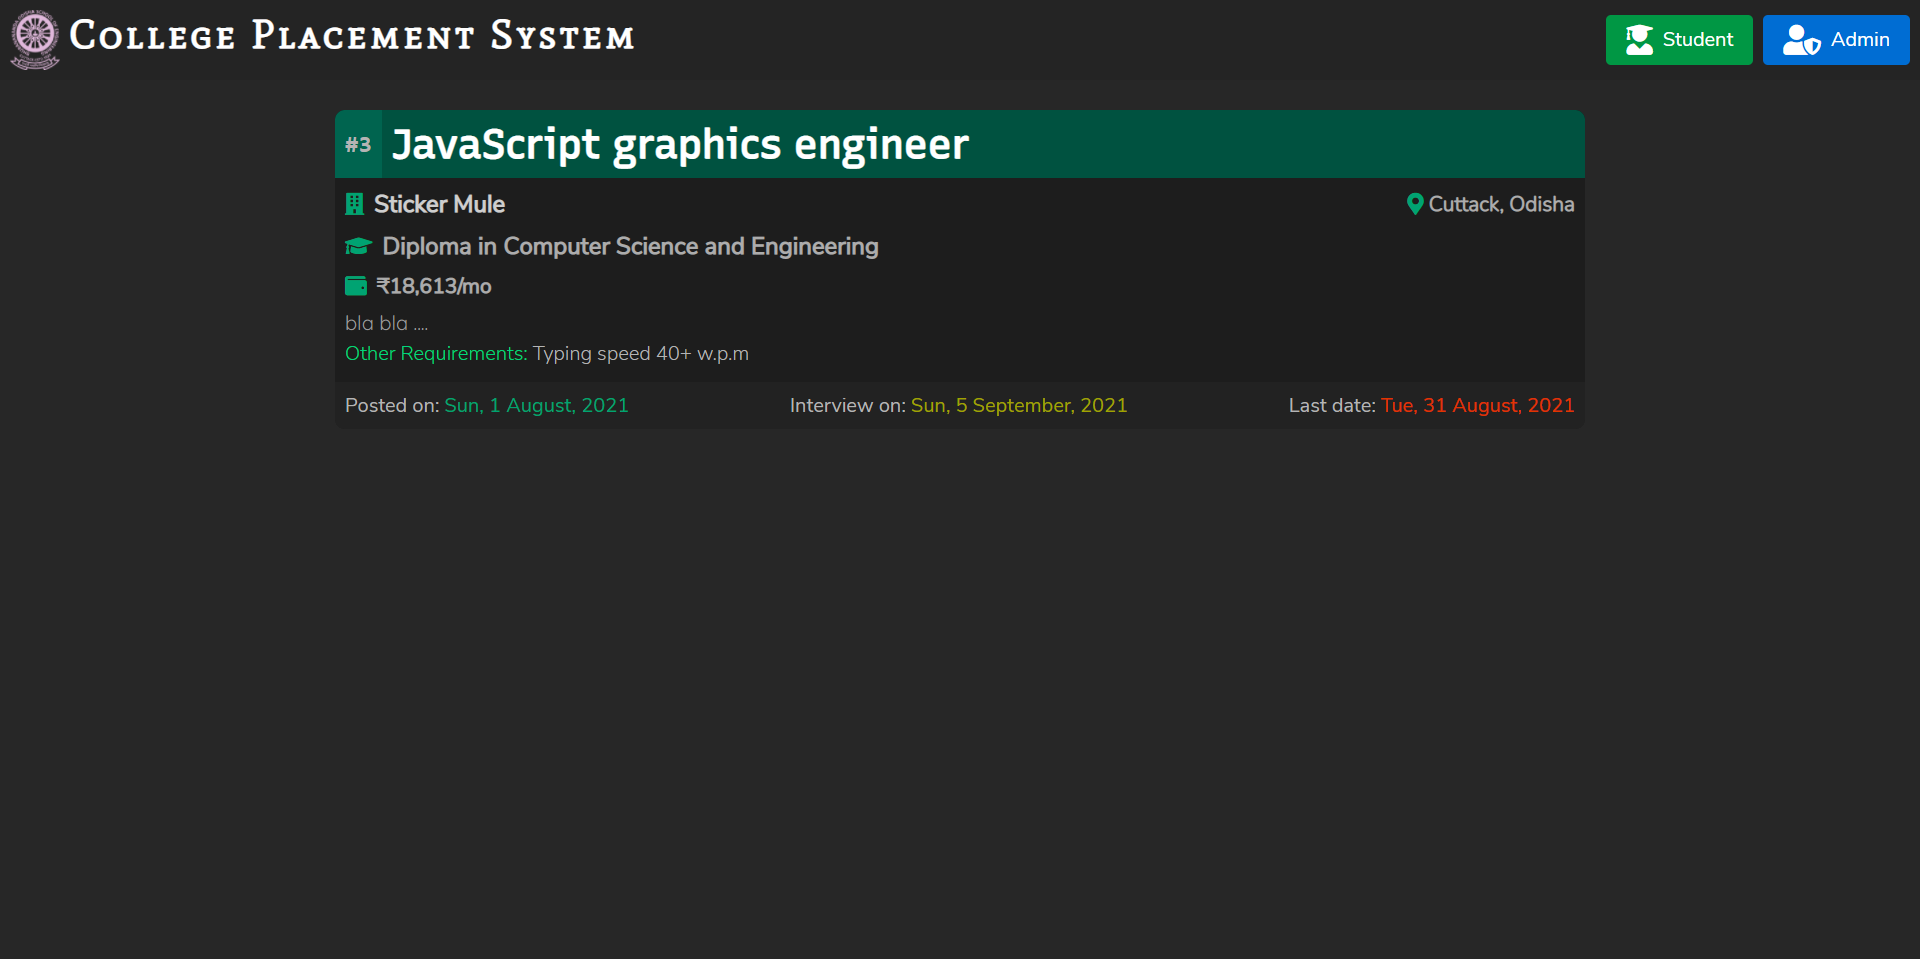 College Placement System
Student
Admin
#3
JavaScript graphics engineer
Sticker Mule
Cuttack, Odisha
Diploma in Computer Science and Engineering
₹18,613/mo
bla bla ....
Other Requirements: Typing speed 40+ w.p.m
Posted on: Sun, 1 August, 2021
Interview on: Sun, 5 September, 2021
Last date: Tue, 31 August, 2021